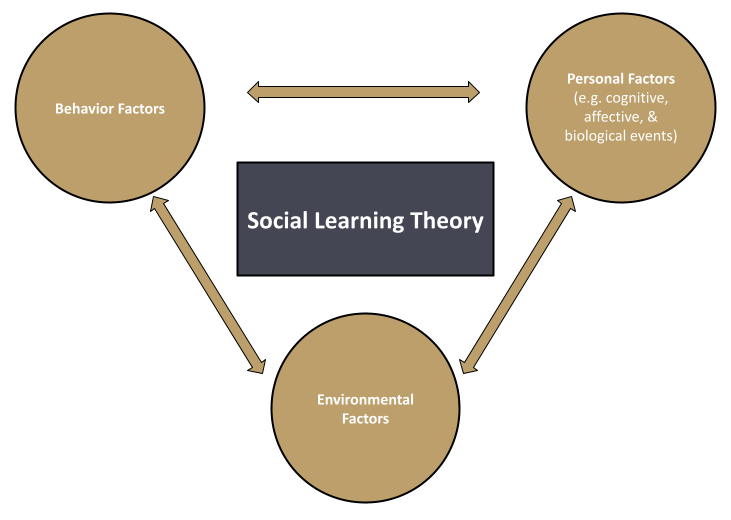 Behavior Factors
Personal Factors
(e.g. cognitive,
affective, &
biological events)
Social Learning Theory
Environmental
Factors